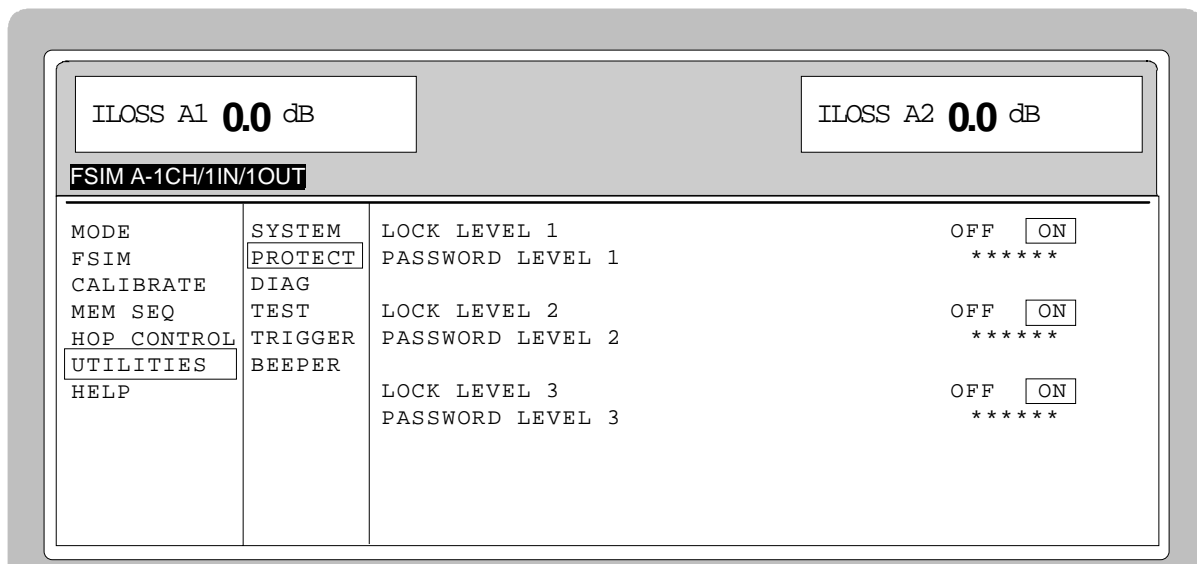 ILOSS A1 0.0 dB
ILOSS A2 0.0 dB
FSIM A-1CH/1IN/1OUT
MODE
FSIM
CALIBRATE
MEM SEQ
HOP CONTROL
UTILITIES
HELP
SYSTEM
PROTECT
DIAG
TEST
TRIGGER
BEEPER
LOCK LEVEL 1 OFF ON
PASSWORD LEVEL 1 ******
LOCK LEVEL 2 OFF ON
PASSWORD LEVEL 2 ******
LOCK LEVEL 3 OFF ON
PASSWORD LEVEL 3 ******